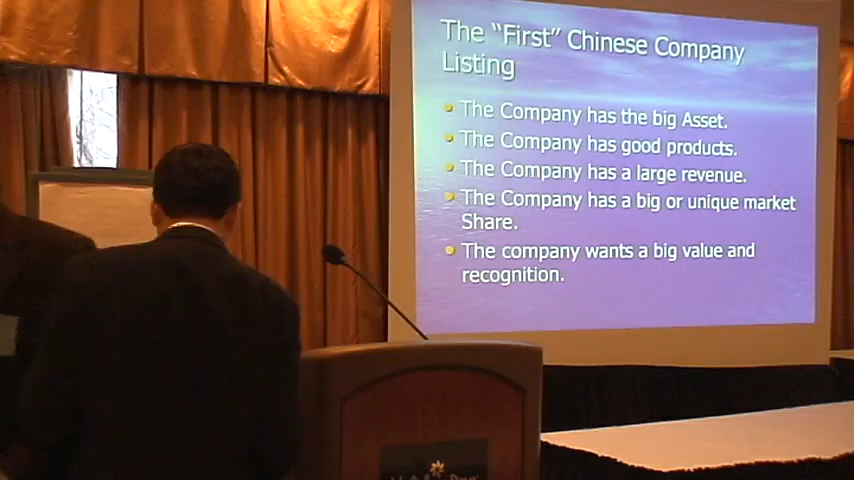 The "First" Chinese Company
Listing
The Company has the big Asset.
The Company has good products.
The Company has a large revenue.
The Company has a big or unique market
Share.
The company wants a big value and
recognition.